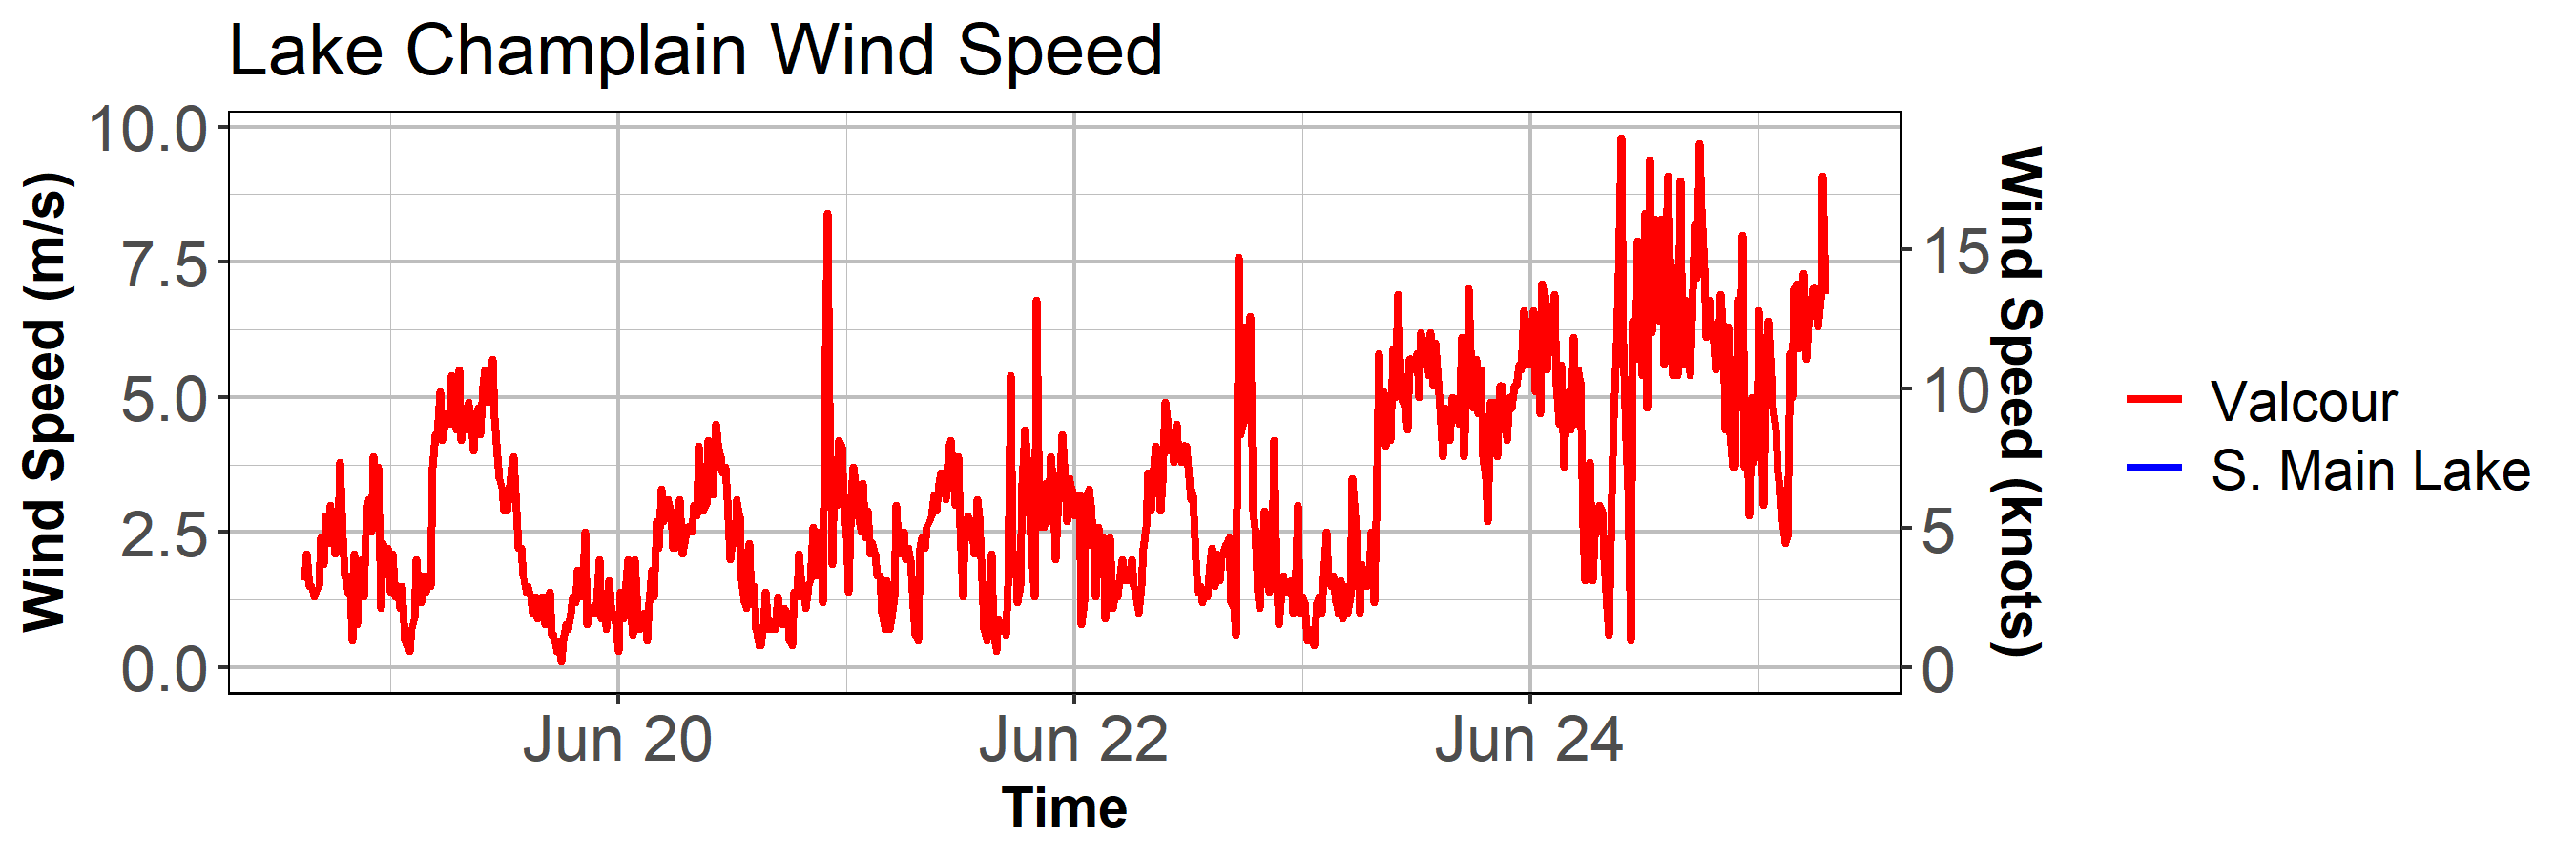 Lake Champlain Wind Speed
Wind Speed (m/s)
10.0
7.5
5.0
2.5
0.0
Wind Speed (knots)
15
10
5
0
Jun 20
Jun 22
Jun 24
Time
Valcour
S. Main Lake